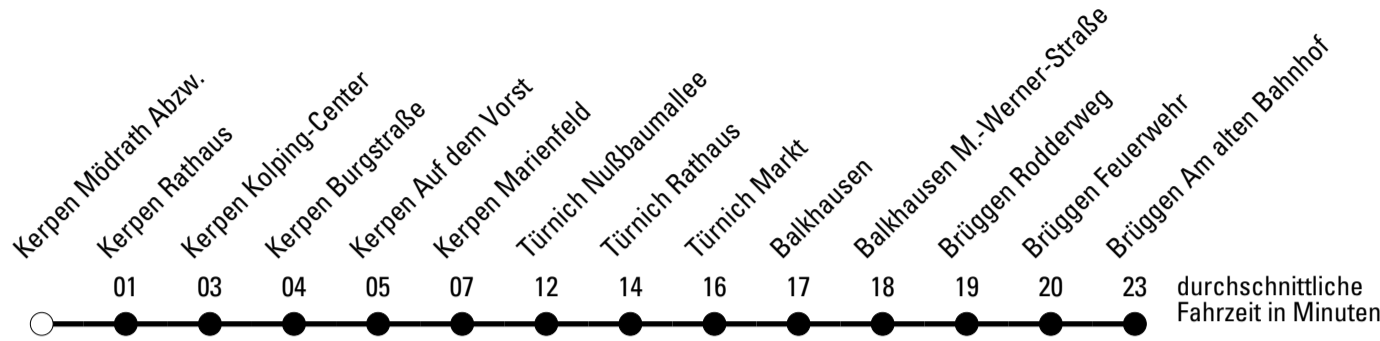 Kerpen Mödrath Abzw.
Kerpen Rathaus
Kerpen Kolping-Center
Kerpen Burgstraße
Kerpen Auf dem Vorst
Kerpen Marienfeld
Türnich Nußbaumallee
Türnich Rathaus
Türnich Markt
Balkhausen
Balkhausen M.-Werner-Straße
Brüggen Rodderweg
Brüggen Feuerwehr
Brüggen Am alten Bahnhof
01 03 04 05 07 12 14 16 17 18 19 20 23
durchschnittliche
Fahrzeit in Minuten